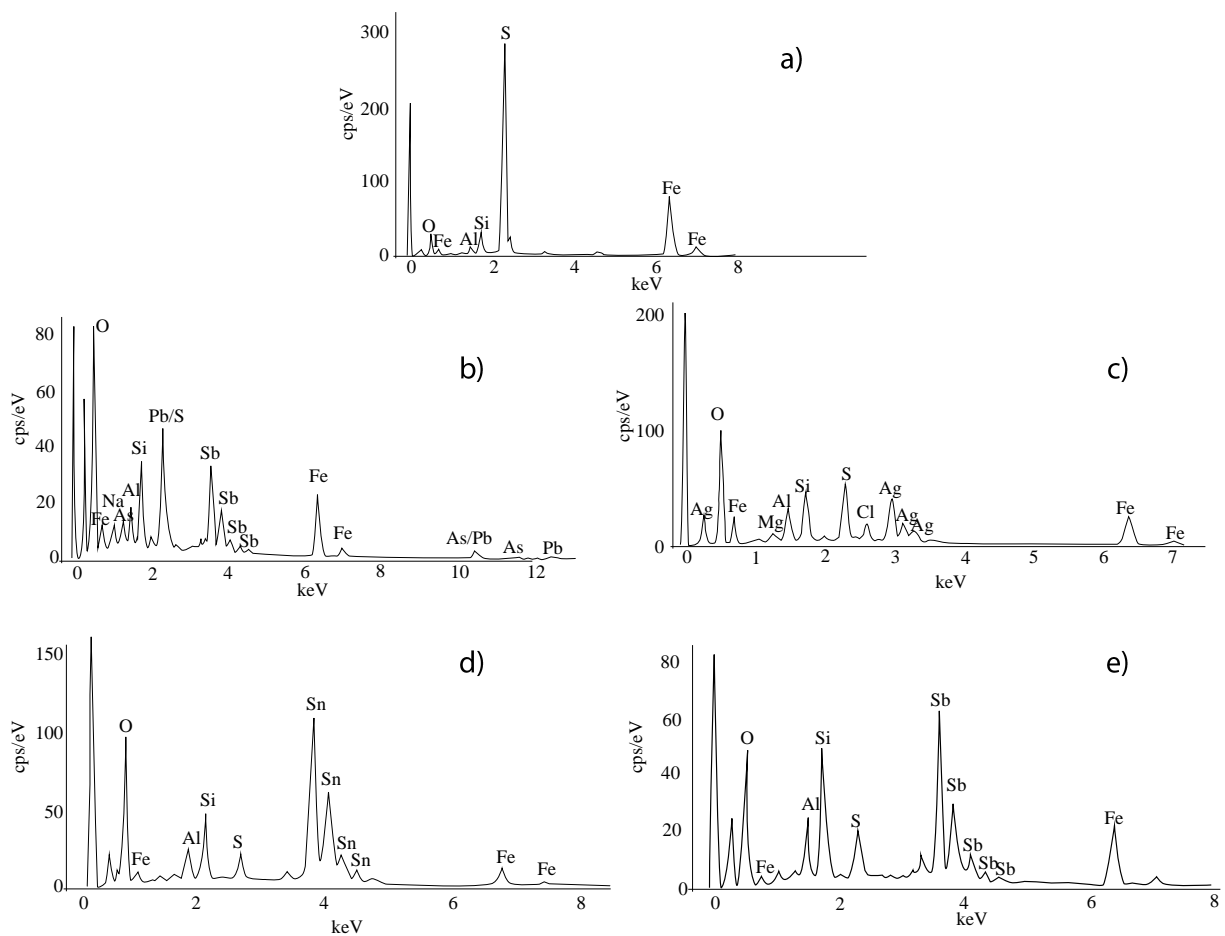 a)
300
200
100
0
cps/eV
O
Fe
Al
Si
S
Fe
Fe
0 2 4 6 8
keV
b)
80
60
40
20
0
cps/eV
O
Fe
Na
As
Al
Si
Pb/S
Sb
Sb
Sb
Sb
Fe
Fe
As/Pb
As
Pb
0 2 4 6 8 10 12
keV
c)
200
100
0
cps/eV
Ag
O
Fe
Mg
Al
Si
S
Cl
Ag
Ag
Ag
Fe
Fe
0 1 2 3 4 5 6 7
keV
d)
150
100
50
0
cps/eV
O
Fe
Al
Si
S
Sn
Sn
Sn
Sn
Fe
Fe
0 2 4 6 8
keV
e)
80
60
40
20
0
cps/eV
O
Fe
Al
Si
S
Sb
Sb
Sb
Sb
Sb
Fe
0 2 4 6 8
keV